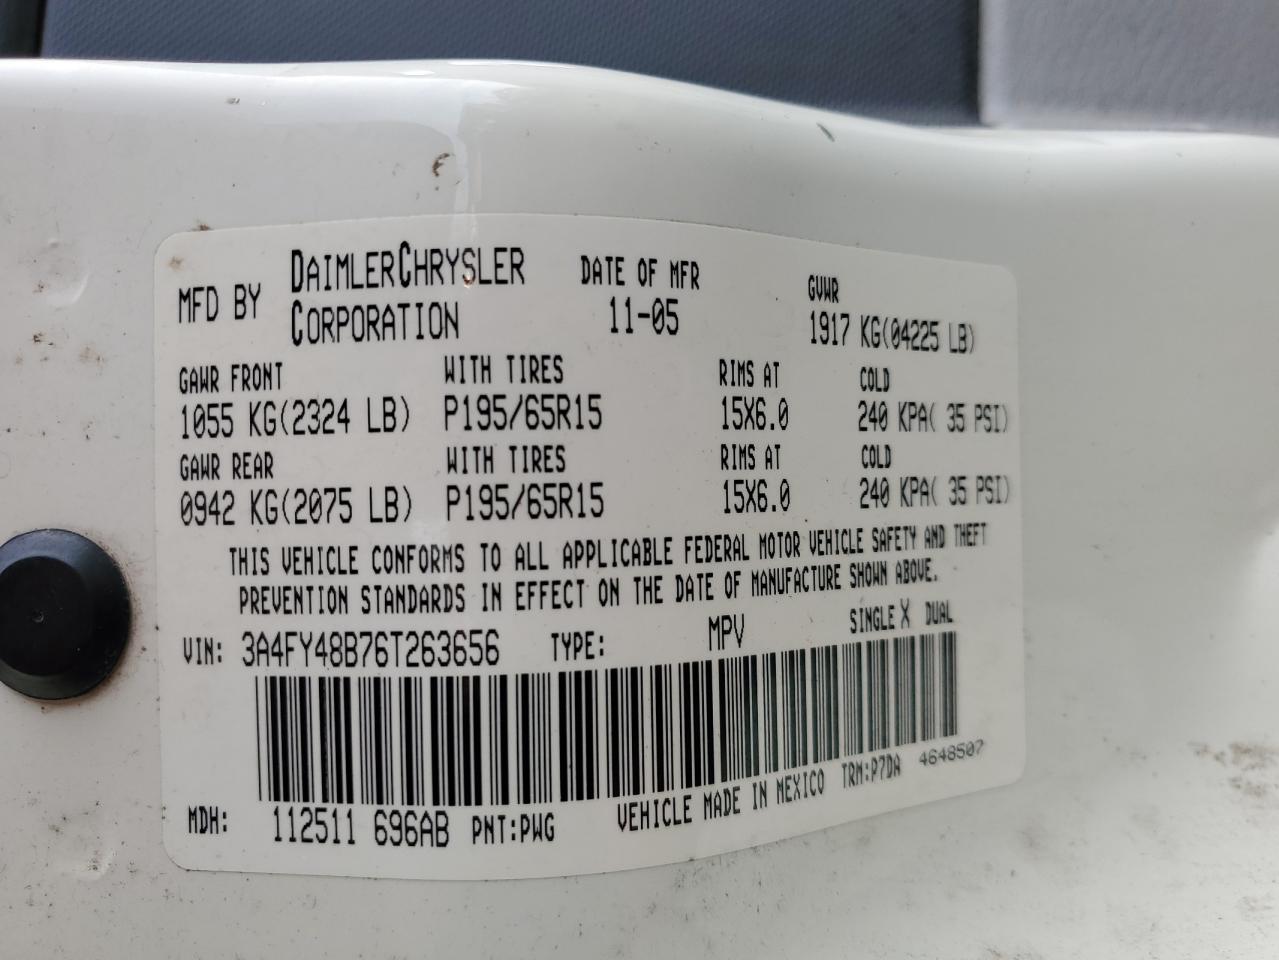 MFD BY DAIMLERCHRYSLER CORPORATION
DATE OF MFR
11-05
GVWR
1917 KG(04225 LB)
GAWR FRONT WITH TIRES RIMS AT COLD
1055 KG(2324 LB) P195/65R15 15X6.0 240 KPA( 35 PSI)
GAWR REAR WITH TIRES RIMS AT COLD
0942 KG(2075 LB) P195/65R15 15X6.0 240 KPA( 35 PSI)
THIS VEHICLE CONFORMS TO ALL APPLICABLE FEDERAL MOTOR VEHICLE SAFETY AND THEFT
PREVENTION STANDARDS IN EFFECT ON THE DATE OF MANUFACTURE SHOWN ABOVE.
VIN: 3A4FY48B76T263656 TYPE: MPV SINGLE X DUAL
MDH: 112511 696AB PNT:PWG VEHICLE MADE IN MEXICO TRM:P7DA 4648507